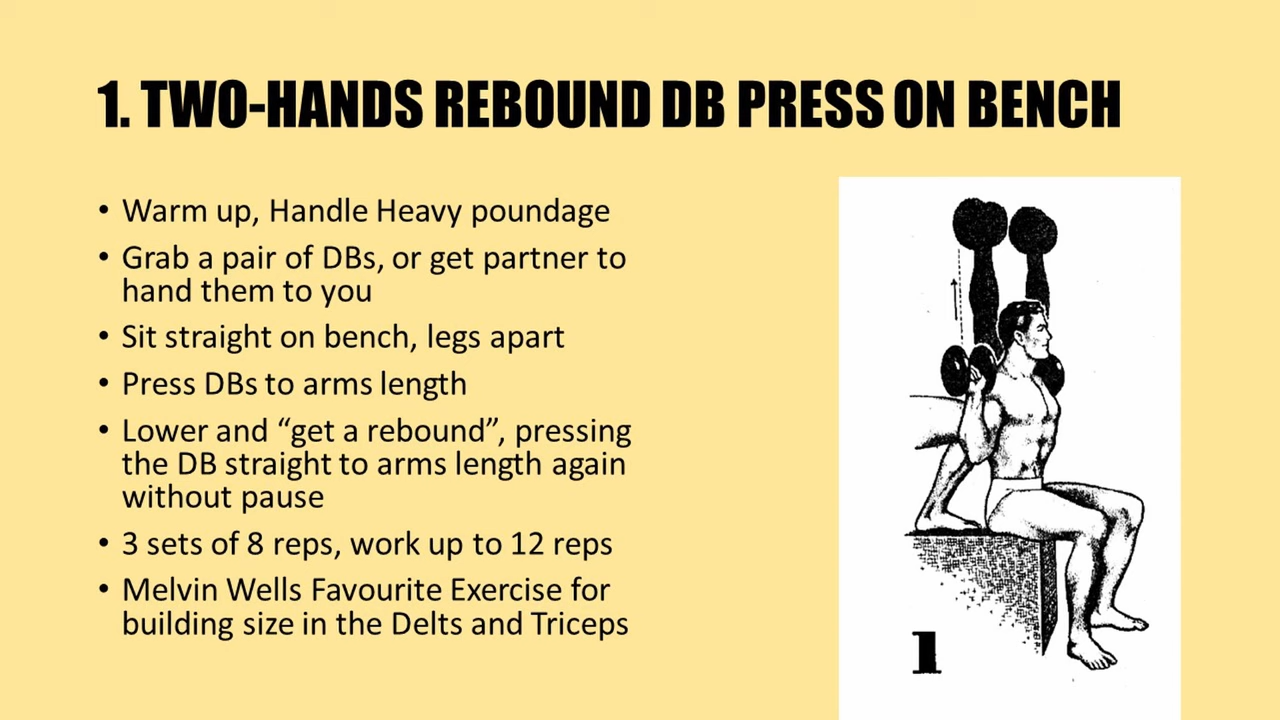 1. TWO-HANDS REBOUND DB PRESS ON BENCH
• Warm up, Handle Heavy poundage
• Grab a pair of DBs, or get partner to
hand them to you
• Sit straight on bench, legs apart
• Press DBs to arms length
• Lower and “get a rebound”, pressing
the DB straight to arms length again
without pause
• 3 sets of 8 reps, work up to 12 reps
• Melvin Wells Favourite Exercise for
building size in the Delts and Triceps
1